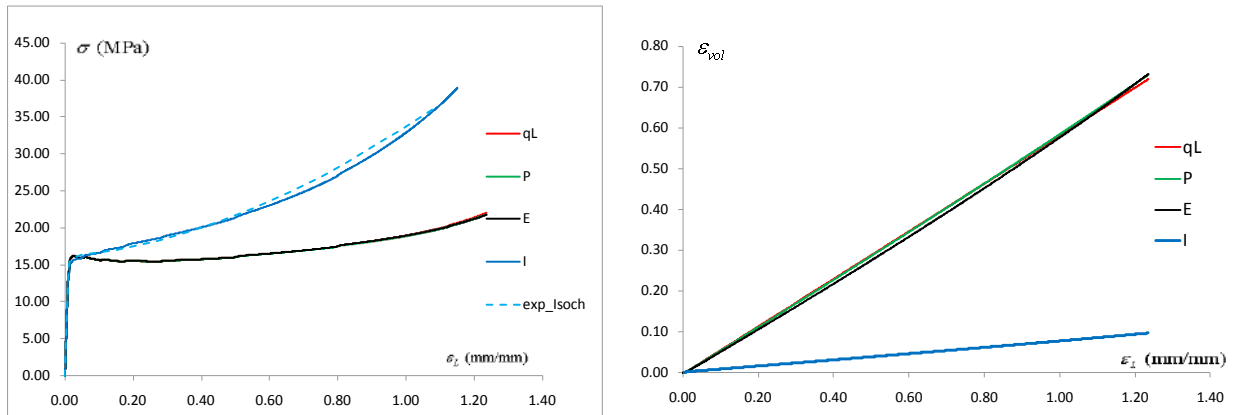 σ (MPa)
45.00
40.00
35.00
30.00
25.00
20.00
15.00
10.00
5.00
0.00
0.00 0.20 0.40 0.60 0.80 1.00 1.20 1.40
ε_L (mm/mm)
qL
P
E
I
exp_Isoch
ε_vol
0.80
0.70
0.60
0.50
0.40
0.30
0.20
0.10
0.00
0.00 0.20 0.40 0.60 0.80 1.00 1.20 1.40
ε_L (mm/mm)
qL
P
E
I